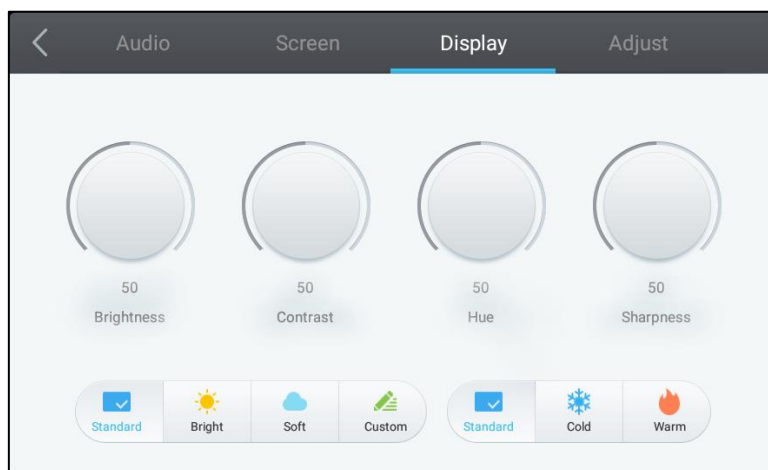 Audio Screen Display Adjust
50 50 50 50
Brightness Contrast Hue Sharpness
Standard Bright Soft Custom Standard Cold Warm